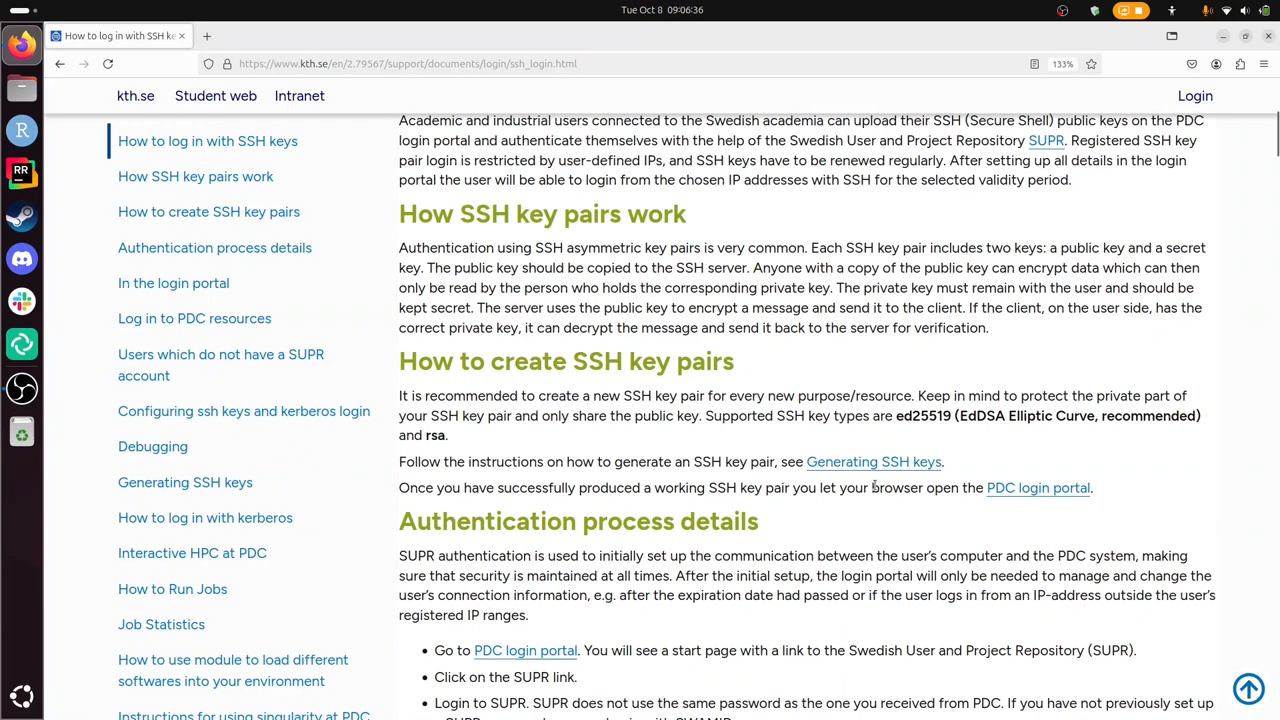 Tue Oct 8 09:06:36
How to log in with SSH ke
https://www.kth.se/en/2.79567/support/documents/login/ssh_login.html
133%
kth.se
Student web
Intranet
Login
How to log in with SSH keys
How SSH key pairs work
How to create SSH key pairs
Authentication process details
In the login portal
Log in to PDC resources
Users which do not have a SUPR
account
Configuring ssh keys and kerberos login
Debugging
Generating SSH keys
How to log in with kerberos
Interactive HPC at PDC
How to Run Jobs
Job Statistics
How to use module to load different
softwares into your environment
Instructions for using singularity at PDC
Academic and industrial users connected to the Swedish academia can upload their SSH (Secure Shell) public keys on the PDC
login portal and authenticate themselves with the help of the Swedish User and Project Repository SUPR. Registered SSH key
pair login is restricted by user-defined IPs, and SSH keys have to be renewed regularly. After setting up all details in the login
portal the user will be able to login from the chosen IP addresses with SSH for the selected validity period.
How SSH key pairs work
Authentication using SSH asymmetric key pairs is very common. Each SSH key pair includes two keys: a public key and a secret
key. The public key should be copied to the SSH server. Anyone with a copy of the public key can encrypt data which can then
only be read by the person who holds the corresponding private key. The private key must remain with the user and should be
kept secret. The server uses the public key to encrypt a message and send it to the client. If the client, on the user side, has the
correct private key, it can decrypt the message and send it back to the server for verification.
How to create SSH key pairs
It is recommended to create a new SSH key pair for every new purpose/resource. Keep in mind to protect the private part of
your SSH key pair and only share the public key. Supported SSH key types are ed25519 (EdDSA Elliptic Curve, recommended)
and rsa.
Follow the instructions on how to generate an SSH key pair, see Generating SSH keys.
Once you have successfully produced a working SSH key pair you let your browser open the PDC login portal.
Authentication process details
SUPR authentication is used to initially set up the communication between the user's computer and the PDC system, making
sure that security is maintained at all times. After the initial setup, the login portal will only be needed to manage and change the
user's connection information, e.g. after the expiration date had passed or if the user logs in from an IP-address outside the user's
registered IP ranges.
• Go to PDC login portal. You will see a start page with a link to the Swedish User and Project Repository (SUPR).
• Click on the SUPR link.
• Login to SUPR. SUPR does not use the same password as the one you received from PDC. If you have not previously set up